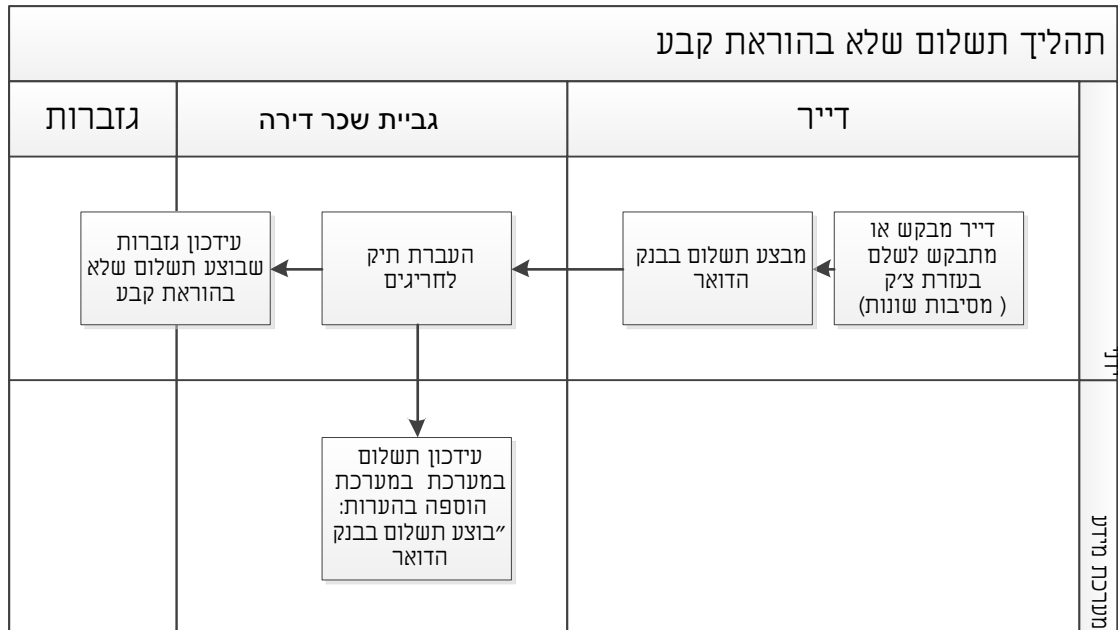 תהליך תשלום שלא בהוראת קבע
דייר
גביית שכר דירה
גזברות
דייר מבקש או
מתבקש לשלם
בעזרת צ״ק
( מסיבות שונות)
מבצע תשלום בבנק
הדואר
העברת תיק
לחריגים
עידכון גזברות
שבוצע תשלום שלא
בהוראת קבע
עידכון תשלום
במערכת במערכת
הוספה בהערות:
״בוצע תשלום בבנק
הדואר
מערכת מידע